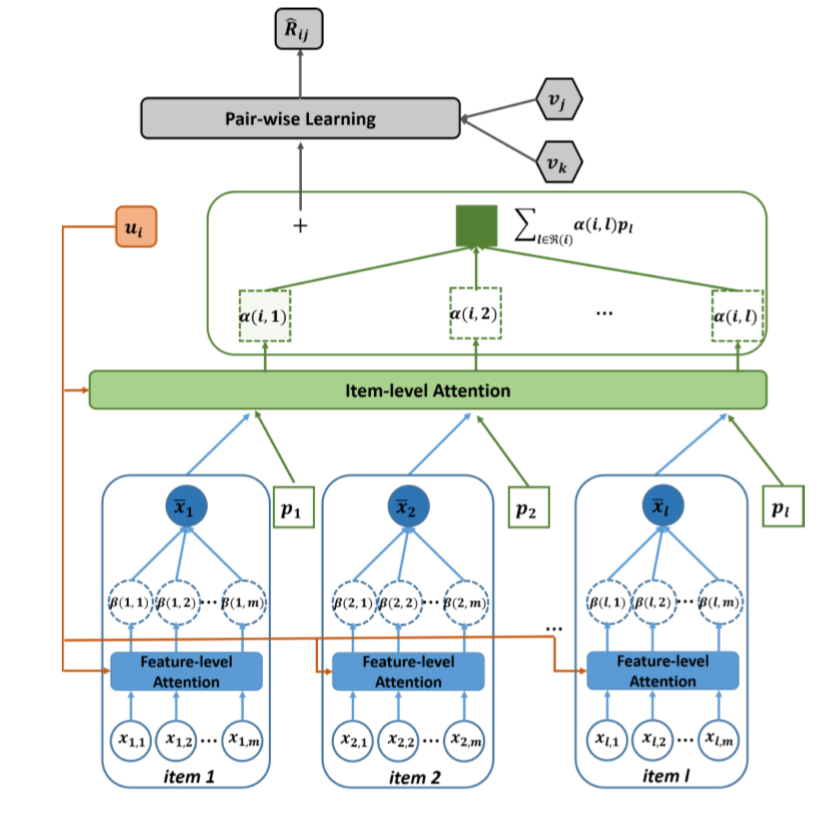 R̂ᵢⱼ
Pair-wise Learning
vⱼ
vₖ
uᵢ
+
∑_{l∈ℜ(i)} α(i, l)pₗ
α(i, 1) α(i, 2) ... α(i, l)
Item-level Attention
x̅₁ p₁ x̅₂ p₂ x̅ₗ pₗ
β(1, 1) β(1, 2) ... β(1, m) β(2, 1) β(2, 2) ... β(2, m) β(l, 1) β(l, 2) ... β(l, m)
...
Feature-level Feature-level Feature-level
Attention Attention Attention
x₁,₁ x₁,₂ ... x₁,ₘ x₂,₁ x₂,₂ ... x₂,ₘ xₗ,₁ xₗ,₂ ... xₗ,ₘ
item 1 item 2 item l